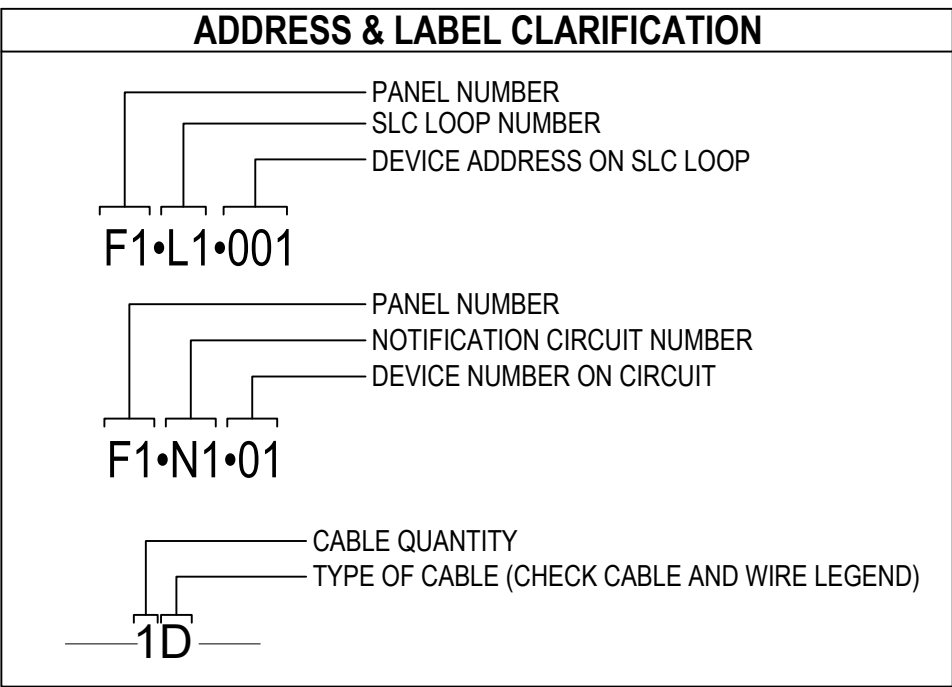 ADDRESS & LABEL CLARIFICATION
PANEL NUMBER
SLC LOOP NUMBER
DEVICE ADDRESS ON SLC LOOP
F1•L1•001
PANEL NUMBER
NOTIFICATION CIRCUIT NUMBER
DEVICE NUMBER ON CIRCUIT
F1•N1•01
CABLE QUANTITY
TYPE OF CABLE (CHECK CABLE AND WIRE LEGEND)
1D